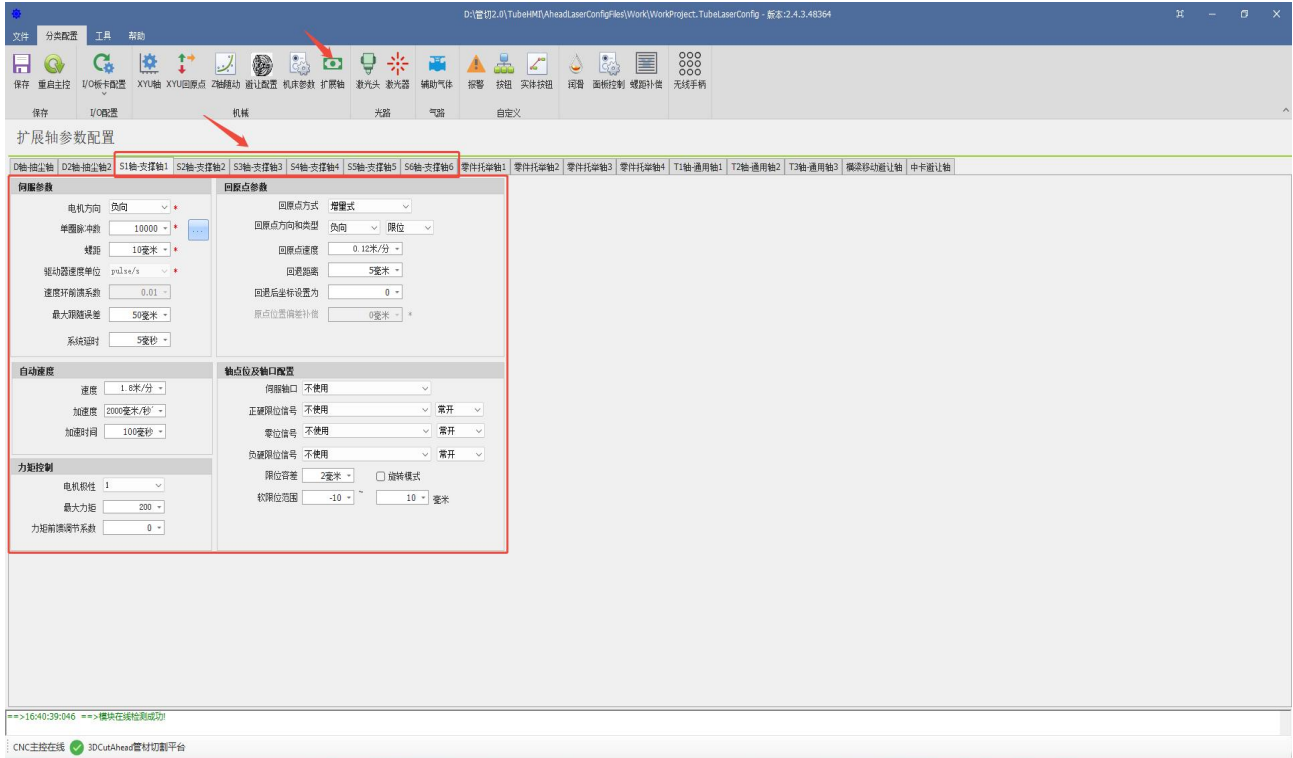 D:\管切2.0\TubeHMI\AheadLaserConfigFiles\Work\WorkProject.TubeLaserConfig - 版本:2.4.3.48364
文件 分类配置 工具 帮助
保存 重启主控 I/O板卡配置 XYU轴 XYU回原点 Z轴随动 避让配置 机床参数 扩展轴 激光头 激光器 辅助气体 报警 按钮 实体按钮 润滑 面板控制 螺距补偿 无线手柄
保存 I/O配置 机械 光路 气路 自定义
扩展轴参数配置
D轴-抽尘轴 D2轴-抽尘轴2 S1轴-支撑轴1 S2轴-支撑轴2 S3轴-支撑轴3 S4轴-支撑轴4 S5轴-支撑轴5 S6轴-支撑轴6 零件托举轴1 零件托举轴2 零件托举轴3 零件托举轴4 T1轴-通用轴1 T2轴-通用轴2 T3轴-通用轴3 横梁移动避让轴 中卡避让轴
伺服参数
电机方向 负向 *
单圈脉冲数 10000 * ...
螺距 10毫米 *
驱动器速度单位 pulse/s *
速度环前馈系数 0.01
最大跟随误差 50毫米
系统延时 5毫秒
回原点参数
回原点方式 增量式
回原点方向和类型 负向 限位
回原点速度 0.12米/分
回退距离 5毫米
回退后坐标设置为 0
原点位置偏差补偿 0毫米 *
自动速度
速度 1.8米/分
加速度 2000毫米/秒²
加速时间 100毫秒
力矩控制
电机极性 1
最大力矩 200
力矩前馈调节系数 0
轴点位及轴口配置
伺服轴口 不使用
正硬限位信号 不使用 常开
零位信号 不使用 常开
负硬限位信号 不使用 常开
限位容差 2毫米 旋转模式
软限位范围 -10 ~ 10 毫米
==>16:40:39:046 ==>模块在线检测成功!
CNC主控在线 3DCutAhead管材切割平台